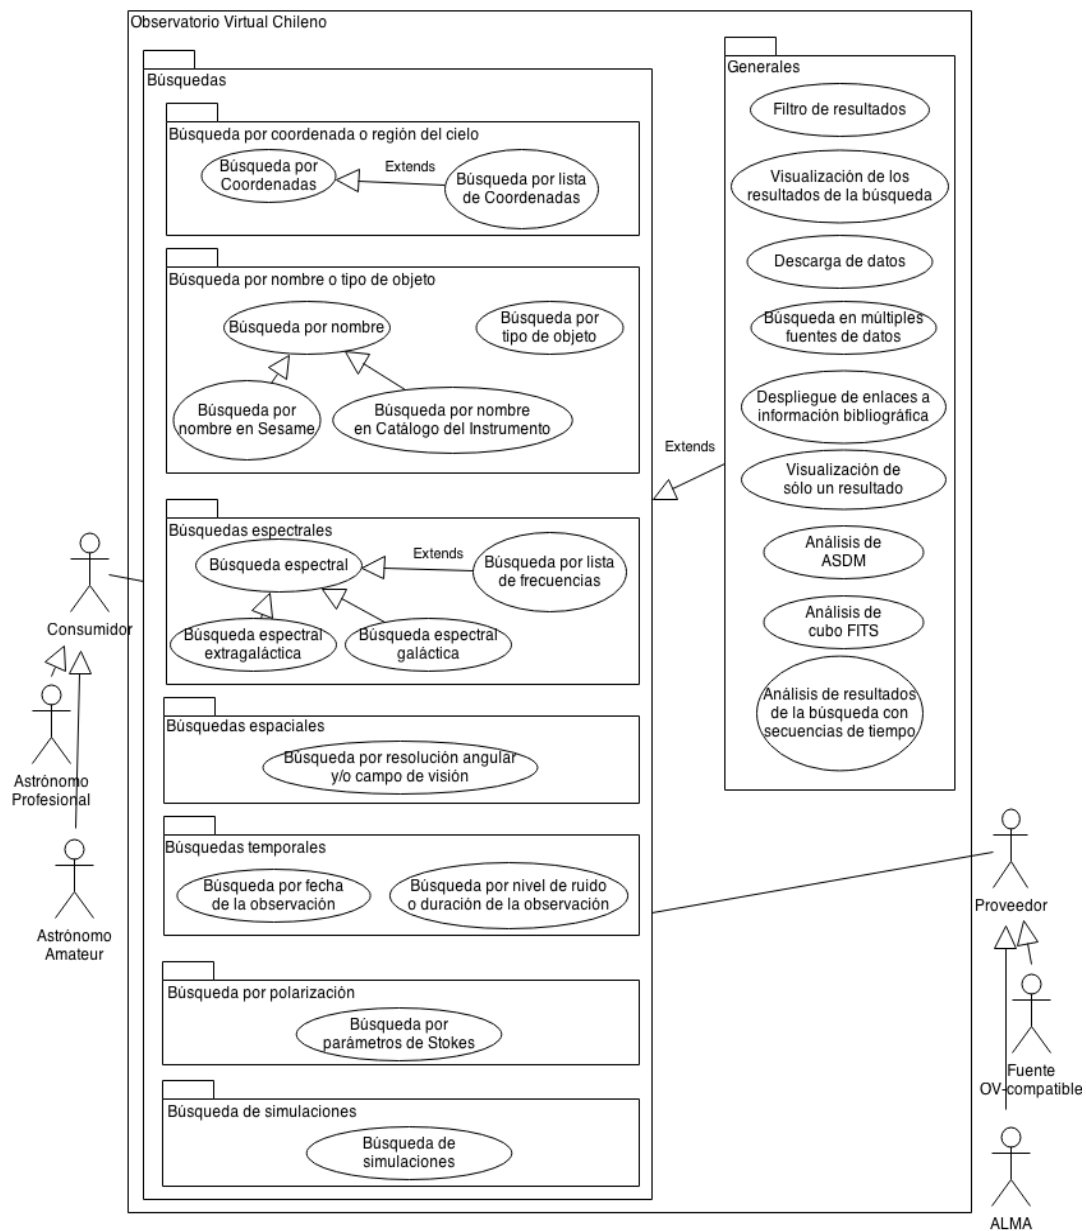 Observatorio Virtual Chileno
Búsquedas
Búsqueda por coordenada o región del cielo
Búsqueda por
Coordenadas
Extends
Búsqueda por lista
de Coordenadas
Búsqueda por nombre o tipo de objeto
Búsqueda por nombre
Búsqueda por
tipo de objeto
Búsqueda por
nombre en Sesame
Búsqueda por nombre
en Catálogo del Instrumento
Búsquedas espectrales
Búsqueda espectral
Extends
Búsqueda por lista
de frecuencias
Búsqueda espectral
extragaláctica
Búsqueda espectral
galáctica
Búsquedas espaciales
Búsqueda por resolución angular
y/o campo de visión
Búsquedas temporales
Búsqueda por fecha
de la observación
Búsqueda por nivel de ruido
o duración de la observación
Búsqueda por polarización
Búsqueda por
parámetros de Stokes
Búsqueda de simulaciones
Búsqueda de
simulaciones
Extends
Generales
Filtro de resultados
Visualización de los
resultados de la búsqueda
Descarga de datos
Búsqueda en múltiples
fuentes de datos
Despliegue de enlaces a
información bibliográfica
Visualización de
sólo un resultado
Análisis de
ASDM
Análisis de
cubo FITS
Análisis de resultados
de la búsqueda con
secuencias de tiempo
Consumidor
Astrónomo
Profesional
Astrónomo
Amateur
Proveedor
Fuente
OV-compatible
ALMA